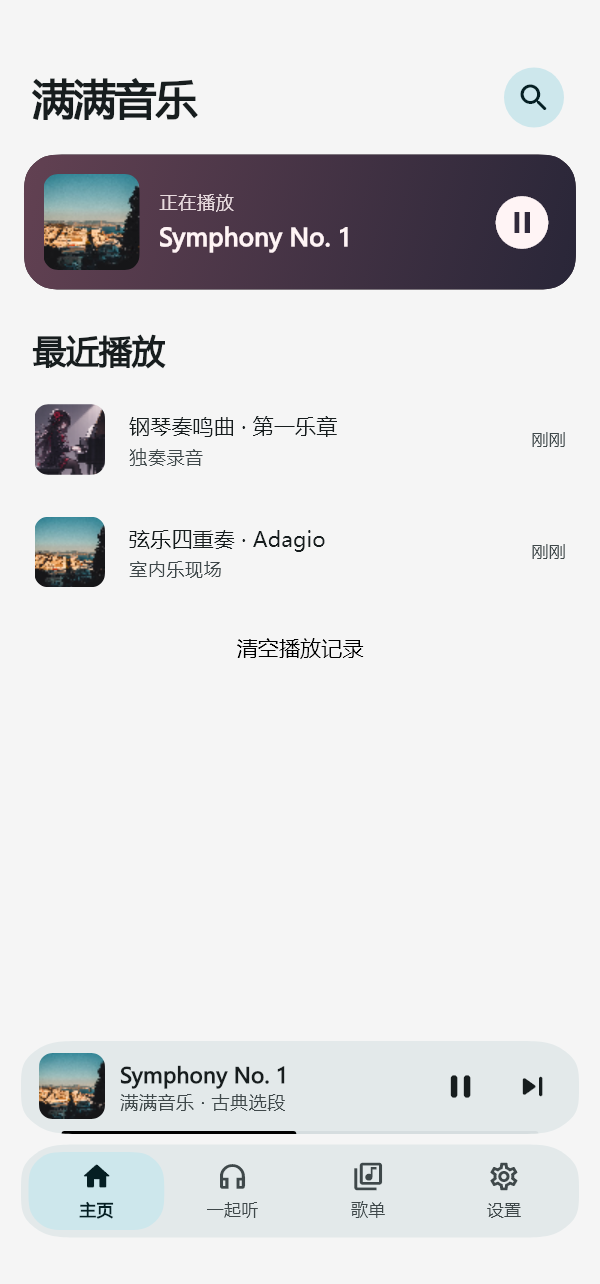 满满音乐
正在播放
Symphony No. 1
最近播放
钢琴奏鸣曲 · 第一乐章
独奏录音
刚刚
弦乐四重奏 · Adagio
室内乐现场
刚刚
清空播放记录
Symphony No. 1
满满音乐 · 古典选段
主页
一起听
歌单
设置